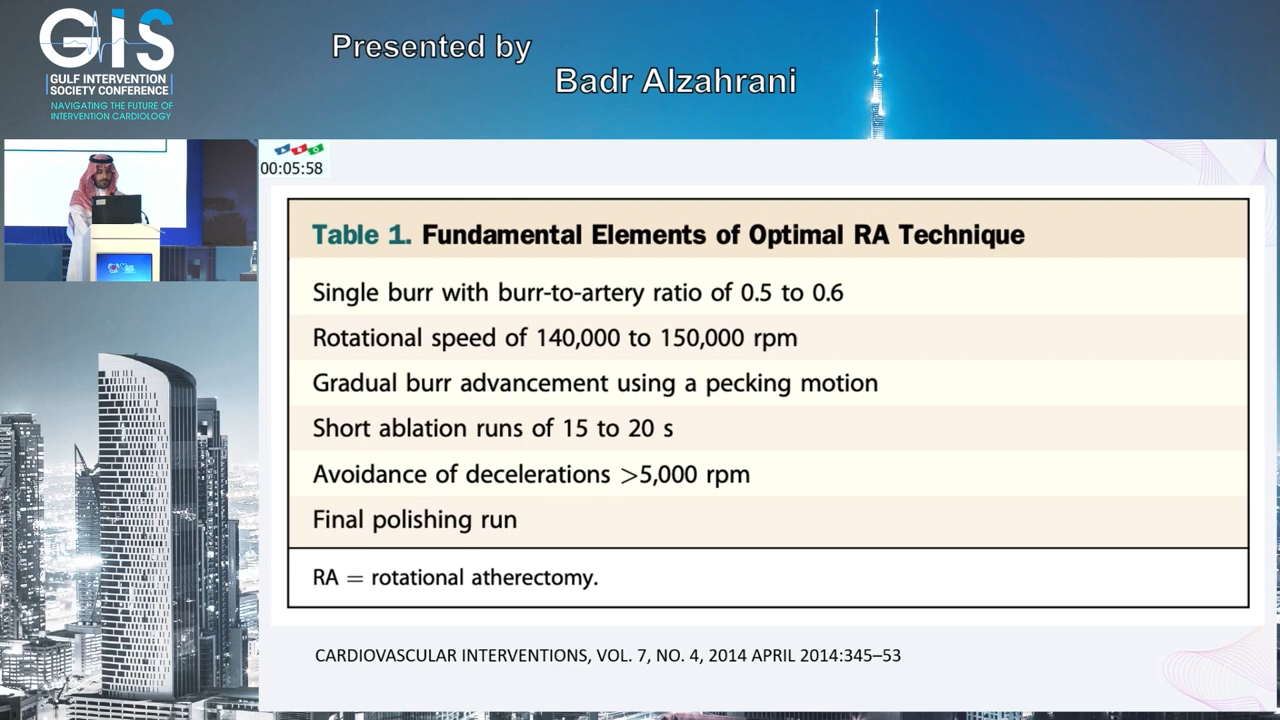 GIS
GULF INTERVENTION
SOCIETY CONFERENCE
NAVIGATING THE FUTURE OF
INTERVENTION CARDIOLOGY
Presented by
Badr Alzahrani
00:05:58
Table 1. Fundamental Elements of Optimal RA Technique
Single burr with burr-to-artery ratio of 0.5 to 0.6
Rotational speed of 140,000 to 150,000 rpm
Gradual burr advancement using a pecking motion
Short ablation runs of 15 to 20 s
Avoidance of decelerations >5,000 rpm
Final polishing run
RA = rotational atherectomy.
CARDIOVASCULAR INTERVENTIONS, VOL. 7, NO. 4, 2014 APRIL 2014:345–53